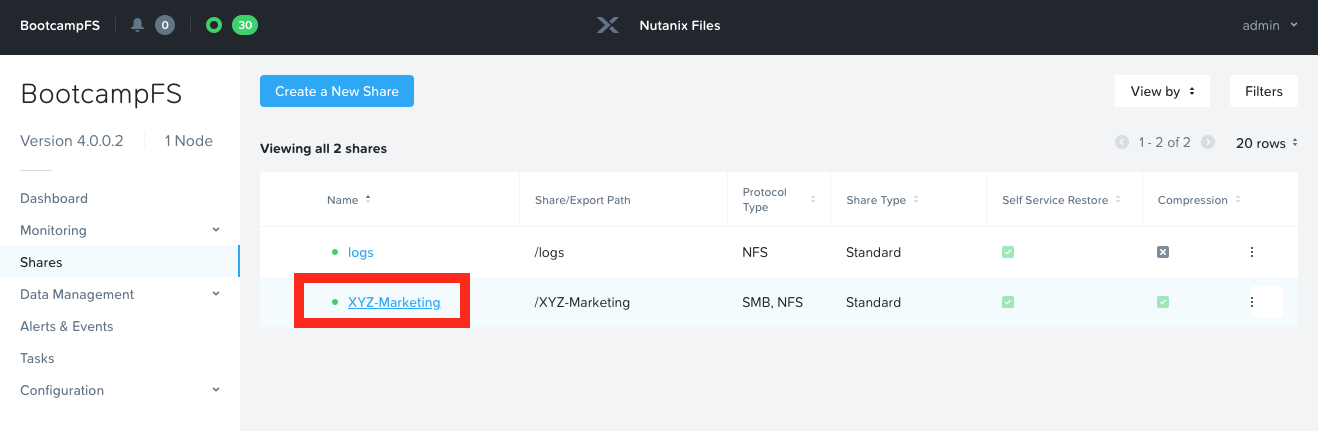 BootcampFS 0 30 Nutanix Files admin
BootcampFS
Version 4.0.0.2 1 Node
Dashboard
Monitoring
Shares
Data Management
Alerts & Events
Tasks
Configuration
Create a New Share View by Filters
Viewing all 2 shares 1 - 2 of 2 20 rows
Name Share/Export Path Protocol Type Share Type Self Service Restore Compression
logs /logs NFS Standard
XYZ-Marketing /XYZ-Marketing SMB, NFS Standard